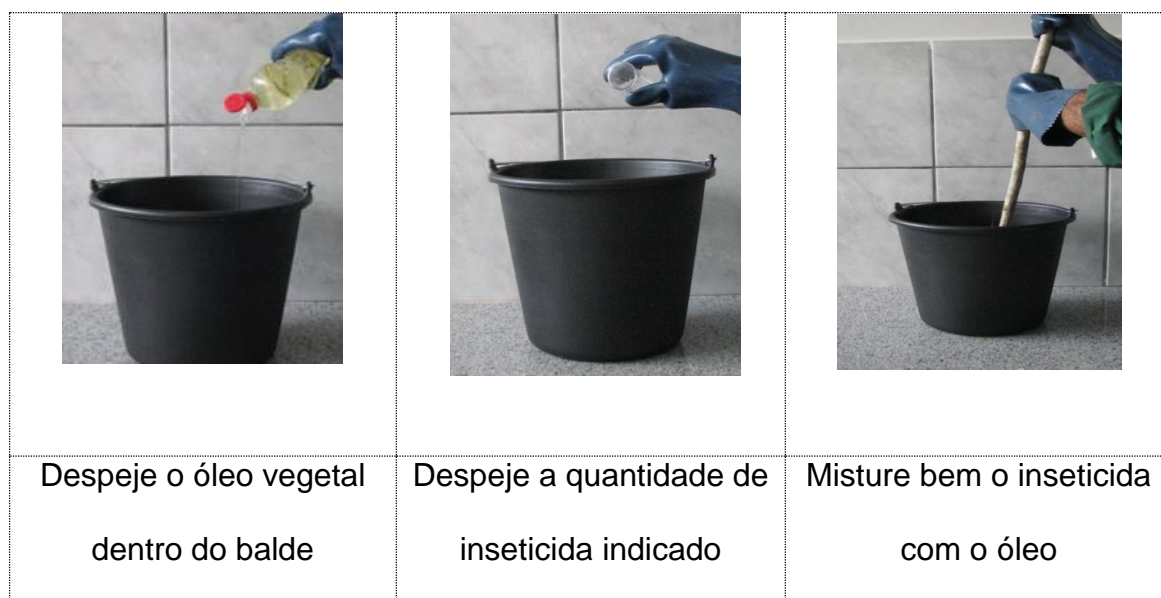 Despeje o óleo vegetal
dentro do balde
Despeje a quantidade de
inseticida indicado
Misture bem o inseticida
com o óleo